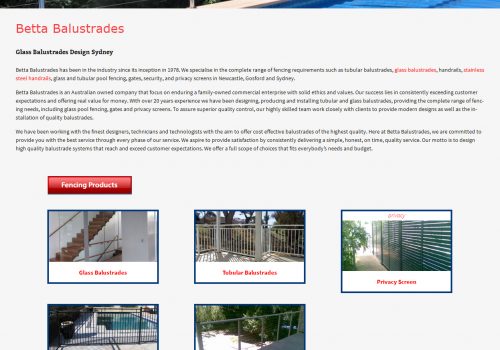 Betta Balustrades
Glass Balustrades Design Sydney
Betta Balustrades has been in the industry since its inception in 1978. We specialise in the complete range of fencing requirements such as tubular balustrades, glass balustrades, handrails, stainless
steel handrails, glass and tubular pool fencing, gates, security, and privacy screens in Newcastle, Gosford and Sydney.
Betta Balustrades is an Australian owned company that focus on enduring a family-owned commercial enterprise with solid ethics and values. Our success lies in consistently exceeding customer
expectations and offering real value for money. With over 20 years experience we have been designing, producing and installing tubular and glass balustrades, providing the complete range of fenc-
ing needs, including glass pool fencing, gates and privacy screens. To assure superior quality control, our highly skilled team work closely with clients to provide modern designs as well as the in-
stallation of quality balustrades.
We have been working with the finest designers, technicians and technologists with the aim to offer cost effective balustrades of the highest quality. Here at Betta Balustrades, we are committed to
provide you with the best service through every phase of our service. We aspire to provide satisfaction by consistently delivering a simple, honest, on time, quality service. Our motto is to design
high quality balustrade systems that reach and exceed customer expectations. We offer a full scope of choices that fits everybody's needs and budget.
Fencing Products
privacy
Glass Balustrades
Tubular Balustrades
Privacy Screen